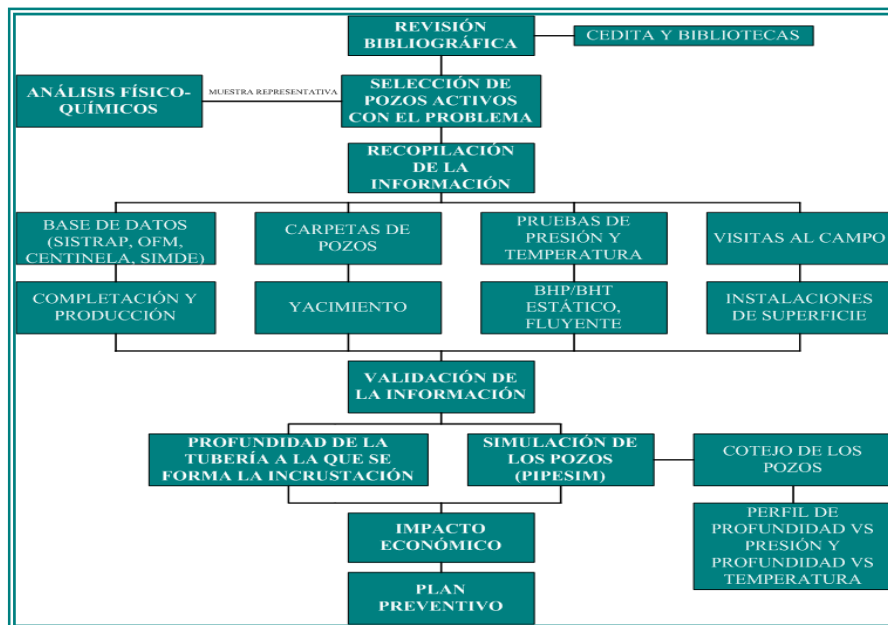 REVISIÓN
BIBLIOGRÁFICA
CEDITA Y BIBLIOTECAS
ANÁLISIS FÍSICO-
QUÍMICOS
MUESTRA REPRESENTATIVA
SELECCIÓN DE
POZOS ACTIVOS
CON EL PROBLEMA
RECOPILACIÓN
DE LA
INFORMACIÓN
BASE DE DATOS
(SISTRAP, OFM,
CENTINELA, SIMDE)
CARPETAS DE
POZOS
PRUEBAS DE
PRESIÓN Y
TEMPERATURA
VISITAS AL CAMPO
COMPLETACIÓN Y
PRODUCCIÓN
YACIMIENTO
BHP/BHT
ESTÁTICO,
FLUYENTE
INSTALACIONES
DE SUPERFICIE
VALIDACIÓN DE
LA INFORMACIÓN
PROFUNDIDAD DE LA
TUBERÍA A LA QUE SE
FORMA LA INCRUSTACIÓN
SIMULACIÓN DE
LOS POZOS
(PIPESIM)
COTEJO DE LOS
POZOS
PERFIL DE
PROFUNDIDAD VS
PRESIÓN Y
PROFUNDIDAD VS
TEMPERATURA
IMPACTO
ECONÓMICO
PLAN
PREVENTIVO